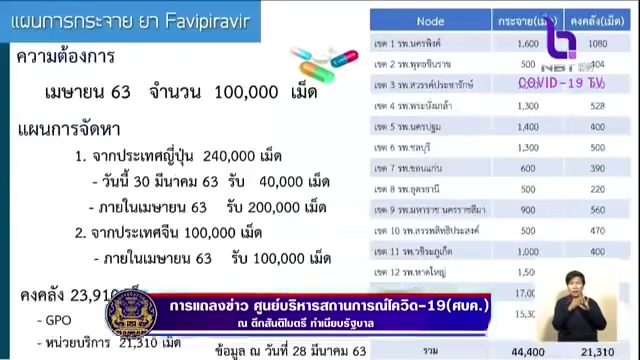 แผนการกระจาย ยา Favipiravir
ความต้องการ
เมษายน 63 จำนวน 100,000 เม็ด
แผนการจัดหา
1. จากประเทศญี่ปุ่น 240,000 เม็ด
- วันนี้ 30 มีนาคม 63 รับ 40,000 เม็ด
- ภายในเมษายน 63 รับ 200,000 เม็ด
2. จากประเทศจีน 100,000 เม็ด
- ภายในเมษายน 63 รับ 100,000 เม็ด
คงคลัง 23,910
- GPO
- หน่วยบริการ 21,310 เม็ด
ข้อมูล ณ วันที่ 28 มีนาคม 63
Node กระจาย(เม็ด) คงคลัง(เม็ด)
เขต 1 รพ.นครพิงค์ 1,600 1080
เขต 2 รพ.พุทธชินราช 500 404
เขต 3 รพ.สวรรค์ประชารักษ์
เขต 4 รพ.พระนั่งเกล้า 1,300 528
เขต 5 รพ.นครปฐม 1,400 400
เขต 6 รพ.ชลบุรี 1,300 500
เขต 7 รพ.ขอนแก่น 600 390
เขต 8 รพ.อุดรธานี 500 220
เขต 9 รพ.มหาราช นครราชสีมา 900 560
เขต 10 รพ.สรรพสิทธิประสงค์ 500 470
เขต 11 รพ.วชิระภูเก็ต 1,000 400
เขต 12 รพ.หาดใหญ่ 1,500
17,00
15,30
รวม 44,400 21,310
NBT
COVID-19 TV
การแถลงข่าว ศูนย์บริหารสถานการณ์โควิด-19(ศบค.)
ณ ตึกสันติไมตรี ทำเนียบรัฐบาล